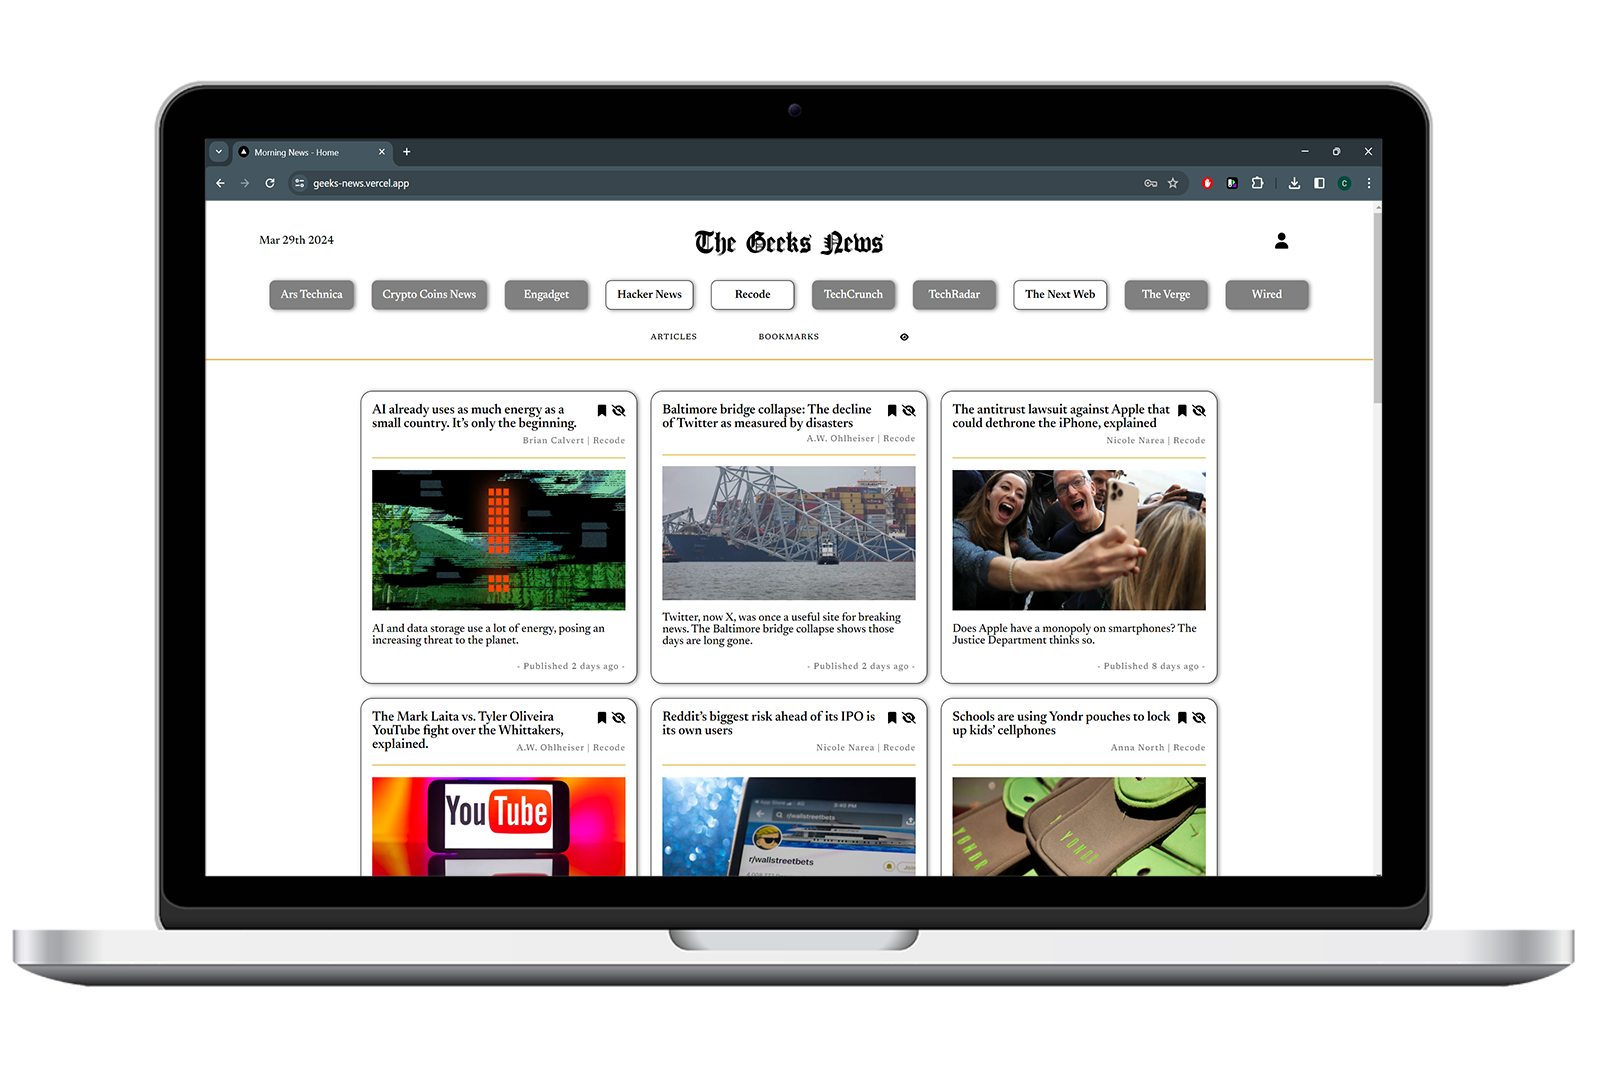 Morning News - Home
geeks-news.vercel.app
C
Mar 29th 2024
The Geeks News
Ars Technica
Crypto Coins News
Engadget
Hacker News
Recode
TechCrunch
TechRadar
The Next Web
The Verge
Wired
ARTICLES
BOOKMARKS
AI already uses as much energy as a
small country. It's only the beginning.
Brian Calvert | Recode
AI and data storage use a lot of energy, posing an
increasing threat to the planet.
- Published 2 days ago -
Baltimore bridge collapse: The decline
of Twitter as measured by disasters
A.W. Ohlheiser | Recode
Twitter, now X, was once a useful site for breaking
news. The Baltimore bridge collapse shows those
days are long gone.
- Published 2 days ago -
The antitrust lawsuit against Apple that
could dethrone the iPhone, explained
Nicole Narea | Recode
Does Apple have a monopoly on smartphones? The
Justice Department thinks so.
- Published 8 days ago -
The Mark Laita vs. Tyler Oliveira
YouTube fight over the Whittakers,
explained.
A.W. Ohlheiser | Recode
YouTube
Reddit's biggest risk ahead of its IPO is
its own users
Nicole Narea | Recode
App Store 4G 3:40 PM
r/wallstreetbets
r/wallstreetbets
Schools are using Yondr pouches to lock
up kids' cellphones
Anna North | Recode
YONDR
YONDR